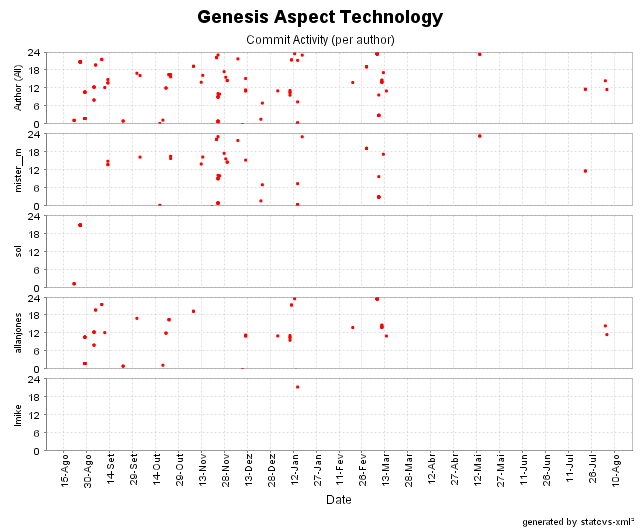 Genesis Aspect Technology
Commit Activity (per author)
Author (All)
24
18
12
6
0
mister__m
24
18
12
6
0
sol
24
18
12
6
0
allanjones
24
18
12
6
0
lmike
24
18
12
6
0
15-Ago 30-Ago 14-Set 29-Set 14-Out 29-Out 13-Nov 28-Nov 13-Dez 28-Dez 12-Jan 27-Jan 11-Fev 26-Fev 13-Mar 28-Mar 12-Abr 27-Abr 12-Mai 27-Mai 11-Jun 26-Jun 11-Jul 26-Jul 10-Ago
Date
generated by statcvs-xml²